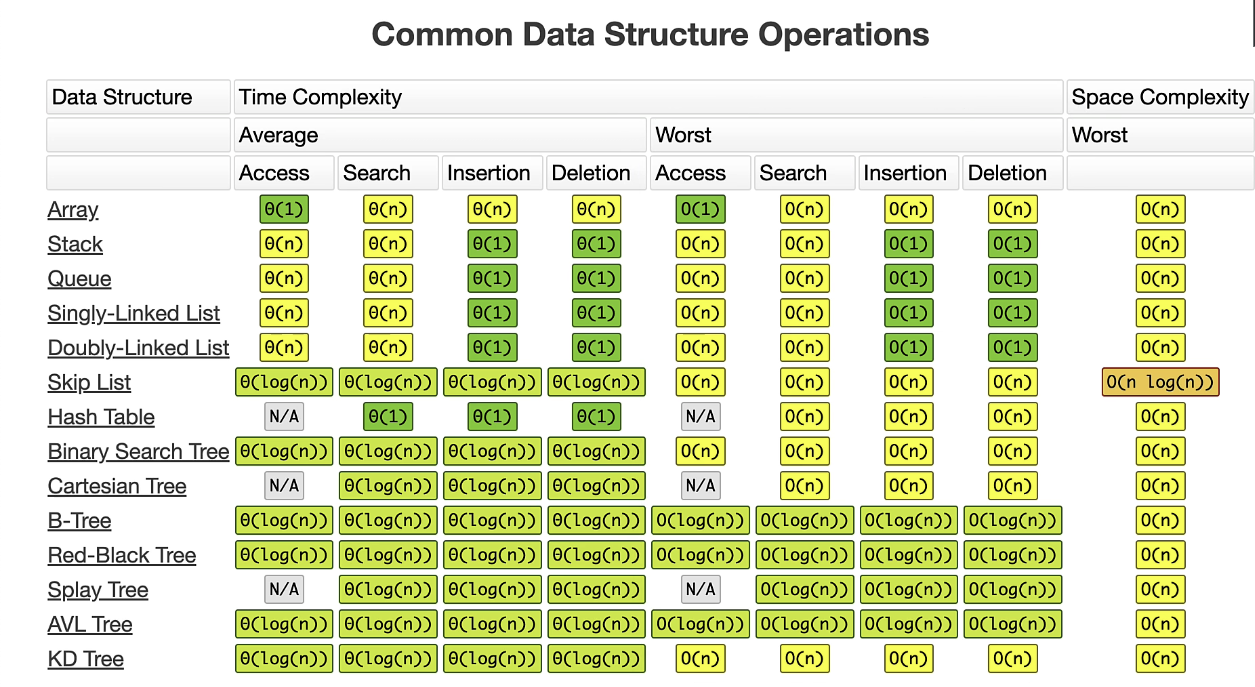 Common Data Structure Operations
Data Structure Time Complexity Space Complexity
Average Worst Worst
Access Search Insertion Deletion Access Search Insertion Deletion
Array Θ(1) Θ(n) Θ(n) Θ(n) O(1) O(n) O(n) O(n) O(n)
Stack Θ(n) Θ(n) Θ(1) Θ(1) O(n) O(n) O(1) O(1) O(n)
Queue Θ(n) Θ(n) Θ(1) Θ(1) O(n) O(n) O(1) O(1) O(n)
Singly-Linked List Θ(n) Θ(n) Θ(1) Θ(1) O(n) O(n) O(1) O(1) O(n)
Doubly-Linked List Θ(n) Θ(n) Θ(1) Θ(1) O(n) O(n) O(1) O(1) O(n)
Skip List Θ(log(n)) Θ(log(n)) Θ(log(n)) Θ(log(n)) O(n) O(n) O(n) O(n) O(n log(n))
Hash Table N/A Θ(1) Θ(1) Θ(1) N/A O(n) O(n) O(n) O(n)
Binary Search Tree Θ(log(n)) Θ(log(n)) Θ(log(n)) Θ(log(n)) O(n) O(n) O(n) O(n) O(n)
Cartesian Tree N/A Θ(log(n)) Θ(log(n)) Θ(log(n)) N/A O(n) O(n) O(n) O(n)
B-Tree Θ(log(n)) Θ(log(n)) Θ(log(n)) Θ(log(n)) O(log(n)) O(log(n)) O(log(n)) O(log(n)) O(n)
Red-Black Tree Θ(log(n)) Θ(log(n)) Θ(log(n)) Θ(log(n)) O(log(n)) O(log(n)) O(log(n)) O(log(n)) O(n)
Splay Tree N/A Θ(log(n)) Θ(log(n)) Θ(log(n)) N/A O(log(n)) O(log(n)) O(log(n)) O(n)
AVL Tree Θ(log(n)) Θ(log(n)) Θ(log(n)) Θ(log(n)) O(log(n)) O(log(n)) O(log(n)) O(log(n)) O(n)
KD Tree Θ(log(n)) Θ(log(n)) Θ(log(n)) Θ(log(n)) O(n) O(n) O(n) O(n) O(n)